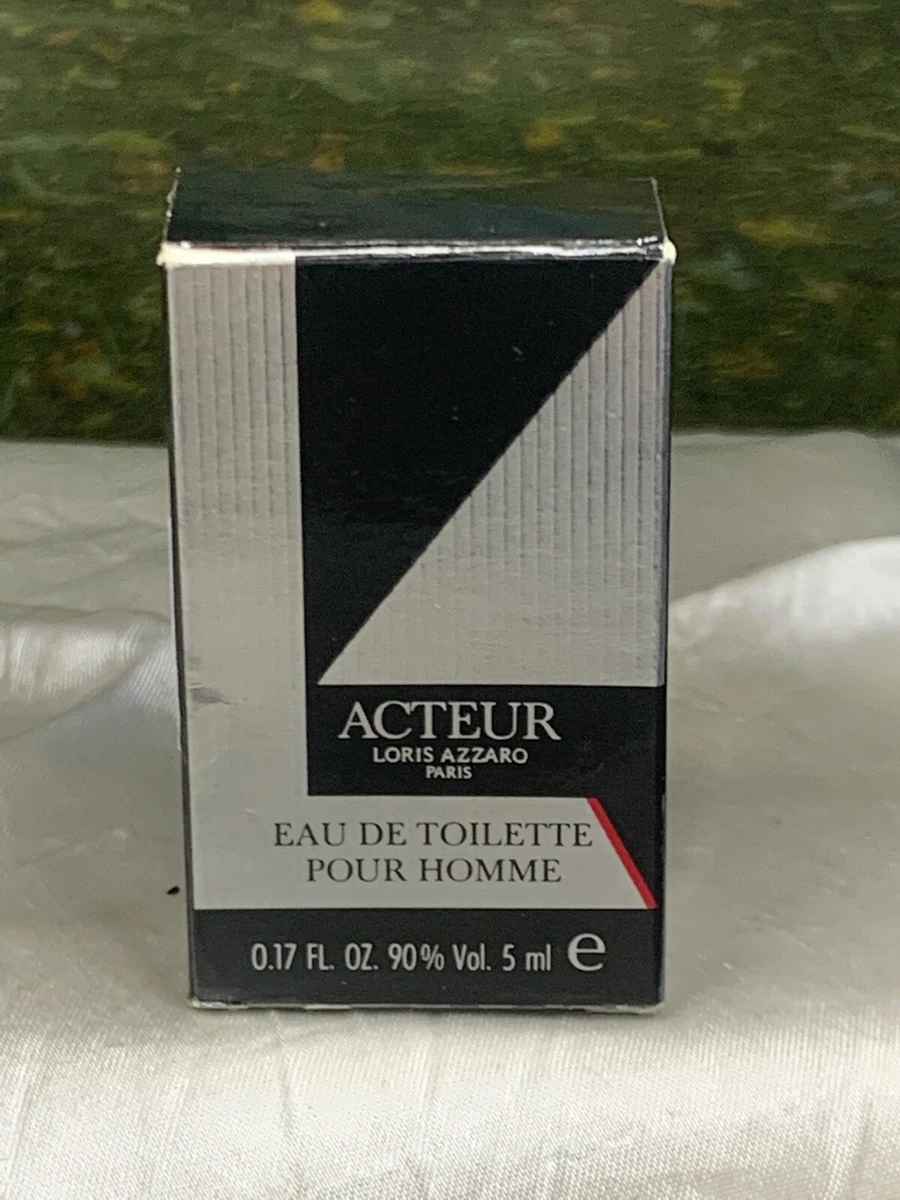 ACTEUR
LORIS AZZARO
PARIS
EAU DE TOILETTE
POUR HOMME
0.17 FL. OZ. 90% Vol. 5 ml e